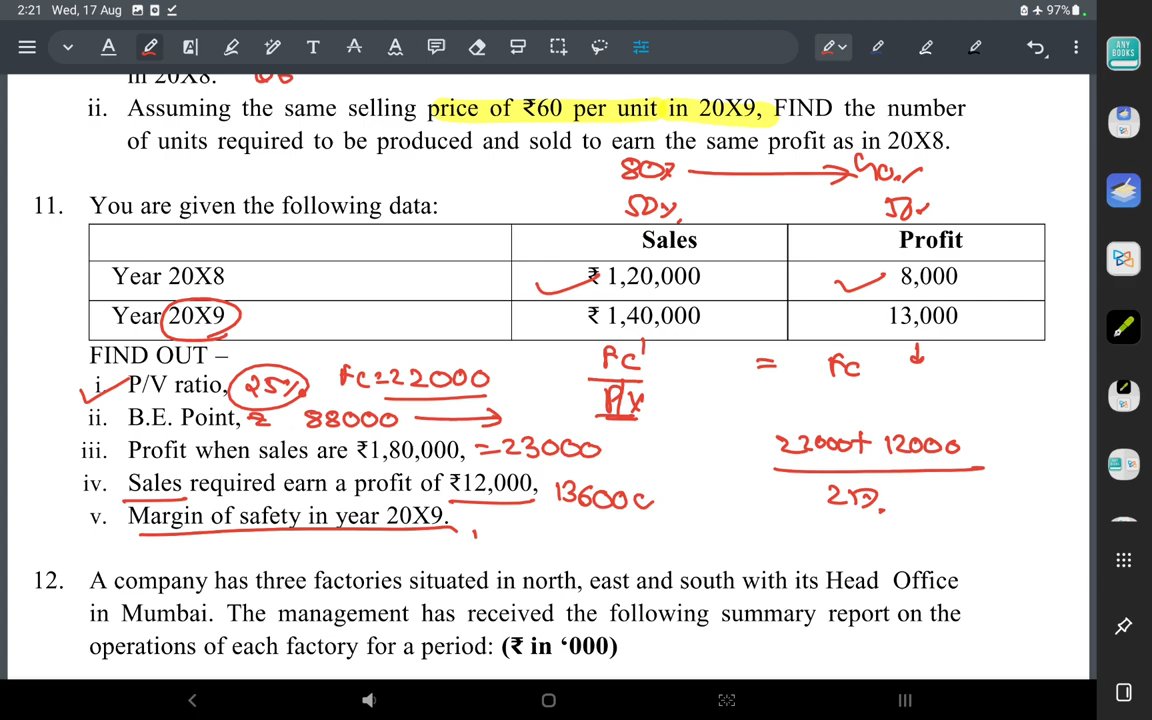 2:21 Wed, 17 Aug 97%
in 20X8.
ii. Assuming the same selling price of ₹60 per unit in 20X9, FIND the number
of units required to be produced and sold to earn the same profit as in 20X8.
80%
50%
11. You are given the following data:
Sales Profit
Year 20X8 ₹ 1,20,000 8,000
Year 20X9 ₹ 1,40,000 13,000
FIND OUT – FC = FC
i. P/V ratio, 25% FC=22000 P/V
ii. B.E. Point, 88000
iii. Profit when sales are ₹1,80,000, =23000 22000+ 12000
iv. Sales required earn a profit of ₹12,000, 136000
v. Margin of safety in year 20X9.
12. A company has three factories situated in north, east and south with its Head Office
in Mumbai. The management has received the following summary report on the
operations of each factory for a period: (₹ in ‘000)
ANY
BOOKS